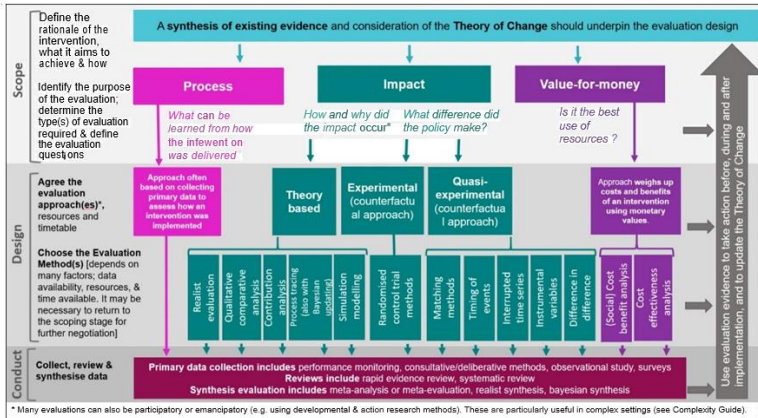 Scope
Define the
rationale of the
intervention,
what it aims to
achieve & how
Identify the purpose
of the evaluation;
determine the
type(s) of evaluation
required & define
the evaluation
questions
A synthesis of existing evidence and consideration of the Theory of Change should underpin the evaluation design
Process
Impact
Value-for-money
What can be
learned from how
the infewent on
was delivered
How and why did
the impact occur*
What difference did
the policy make?
Is it the best
use of
resources ?
Design
Agree the
evaluation
approach(es)*,
resources and
timetable
Choose the Evaluation
Method(s) [depends on
many factors; data
availability, resources, &
time available. It may be
necessary to return to
the scoping stage for
further negotiation]
Approach often
based on collecting
primary data to
assess how an
intervention was
implemented
Theory
based
Experimental
(counterfactu
al approach)
Quasi-
experimental
(counterfactua
l approach)
Approach weighs up
costs and benefits
of an intervention
using monetary
values.
Realist
evaluation
Qualitative
comparative
analysis
Contribution
analysis
Process tracing
(also with
Bayesian
updating)
Simulation
modelling
Randomised
control trial
methods
Matching
methods
Timing of
events
Interrupted
time series
Instrumental
variables
Difference in
difference
(Social) Cost
benefit analysis
Cost
effectiveness
analysis
Conduct
Collect, review &
synthesise data
Primary data collection includes performance monitoring, consultative/deliberative methods, observational study, surveys
Reviews include rapid evidence review, systematic review
Synthesis evaluation includes meta-analysis or meta-evaluation, realist synthesis, bayesian synthesis
Use evaluation evidence to take action before, during and after
implementation, and to update the Theory of Change
* Many evaluations can also be participatory or emancipatory (e.g. using developmental & action research methods). These are particularly useful in complex settings (see Complexity Guide).